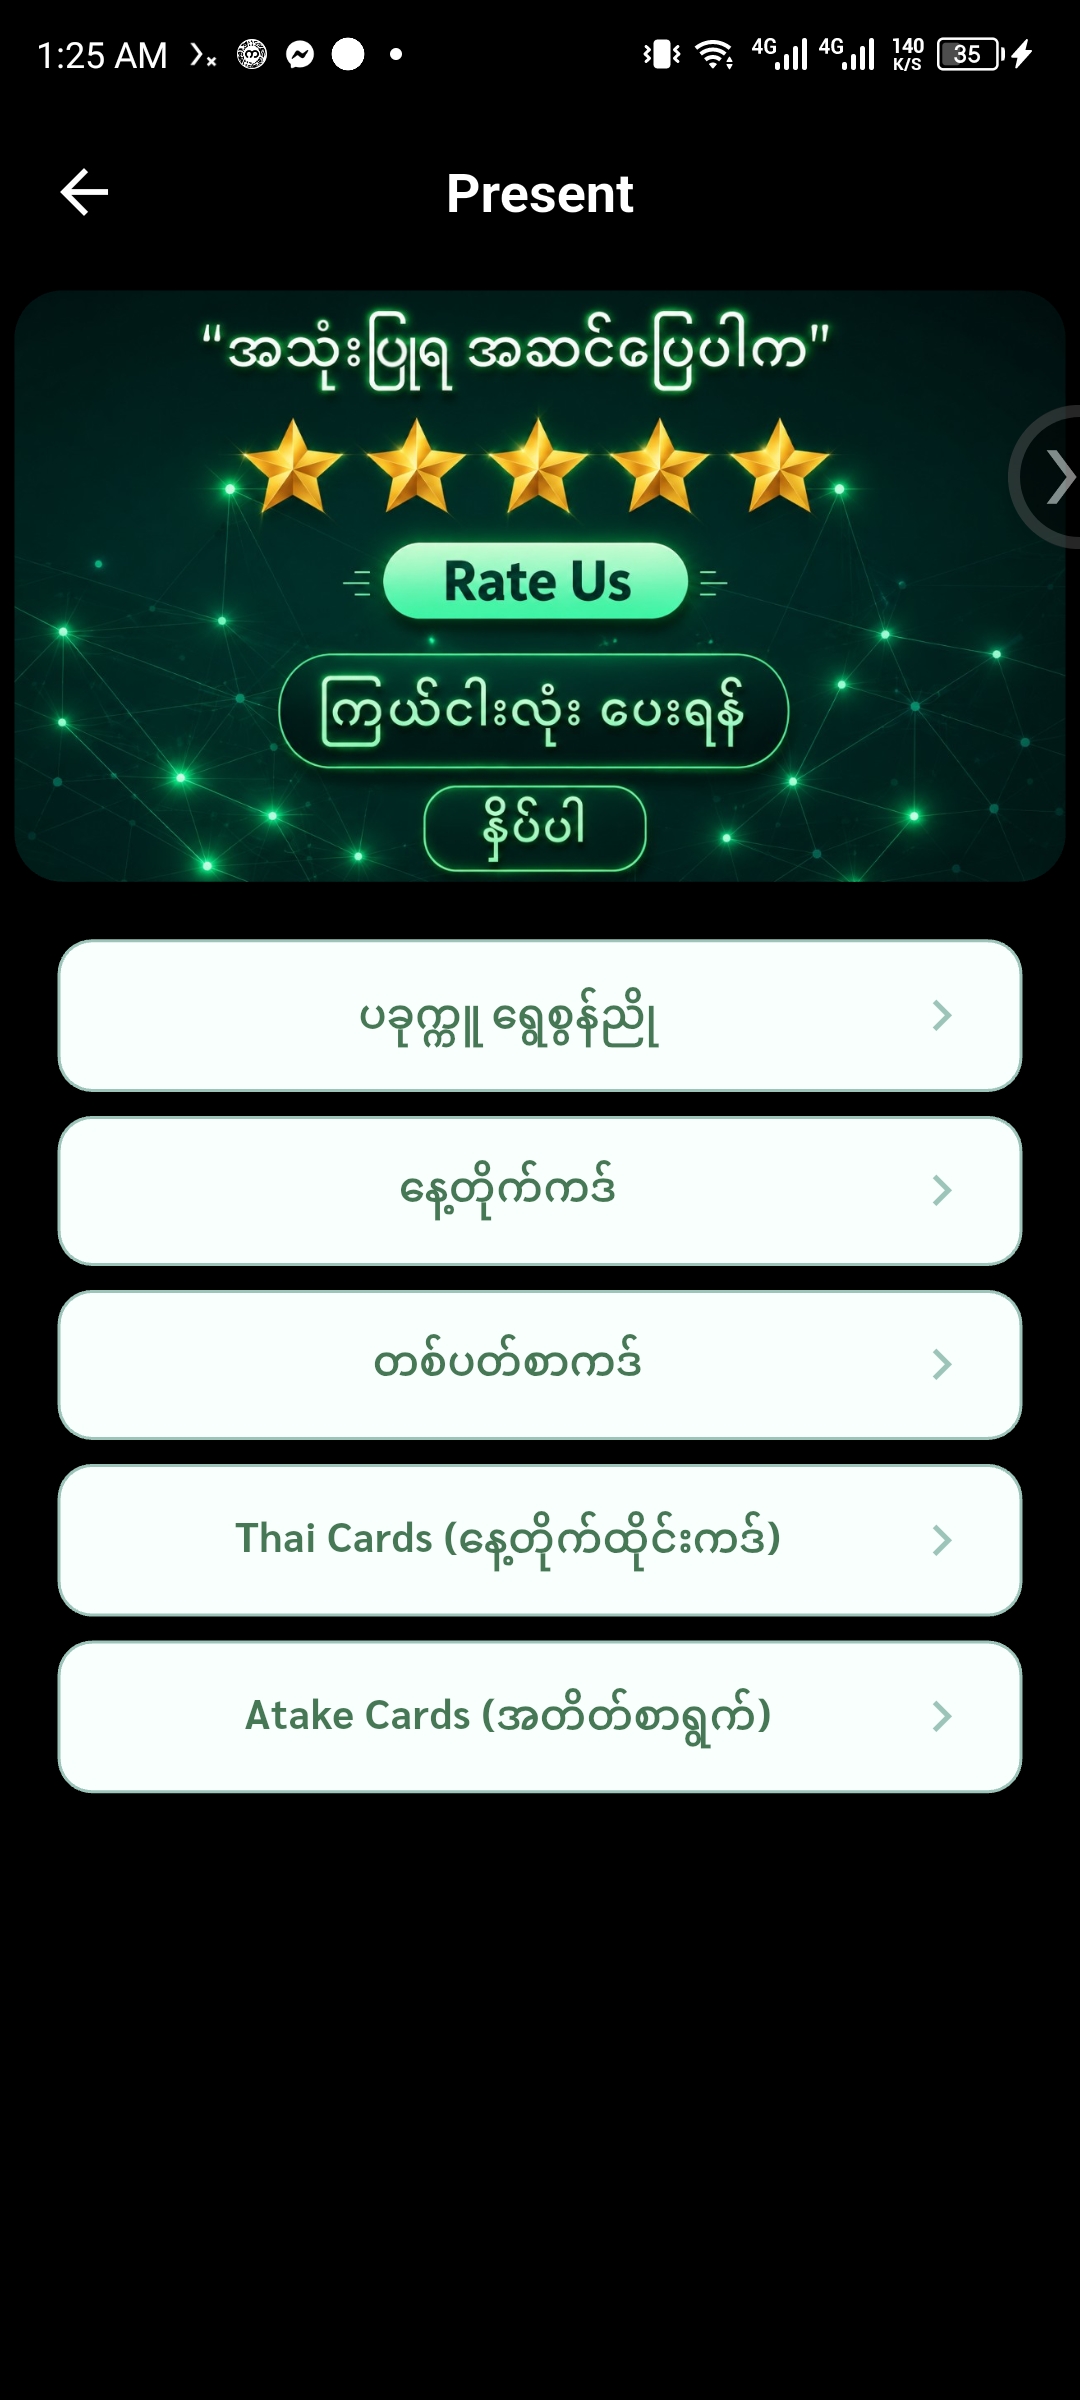 1:25 AM
4G 4G 140 K/S 35
Present
“အသုံးပြုရ အဆင်ပြေပါက"
Rate Us
ကြယ်ငါးလုံး ပေးရန်
နှိပ်ပါ
ပခုက္ကူ ရွှေစွန်ညို
နေ့တိုက်ကဒ်
တစ်ပတ်စာကဒ်
Thai Cards (နေ့တိုက်ထိုင်းကဒ်)
Atake Cards (အတိတ်စာရွက်)